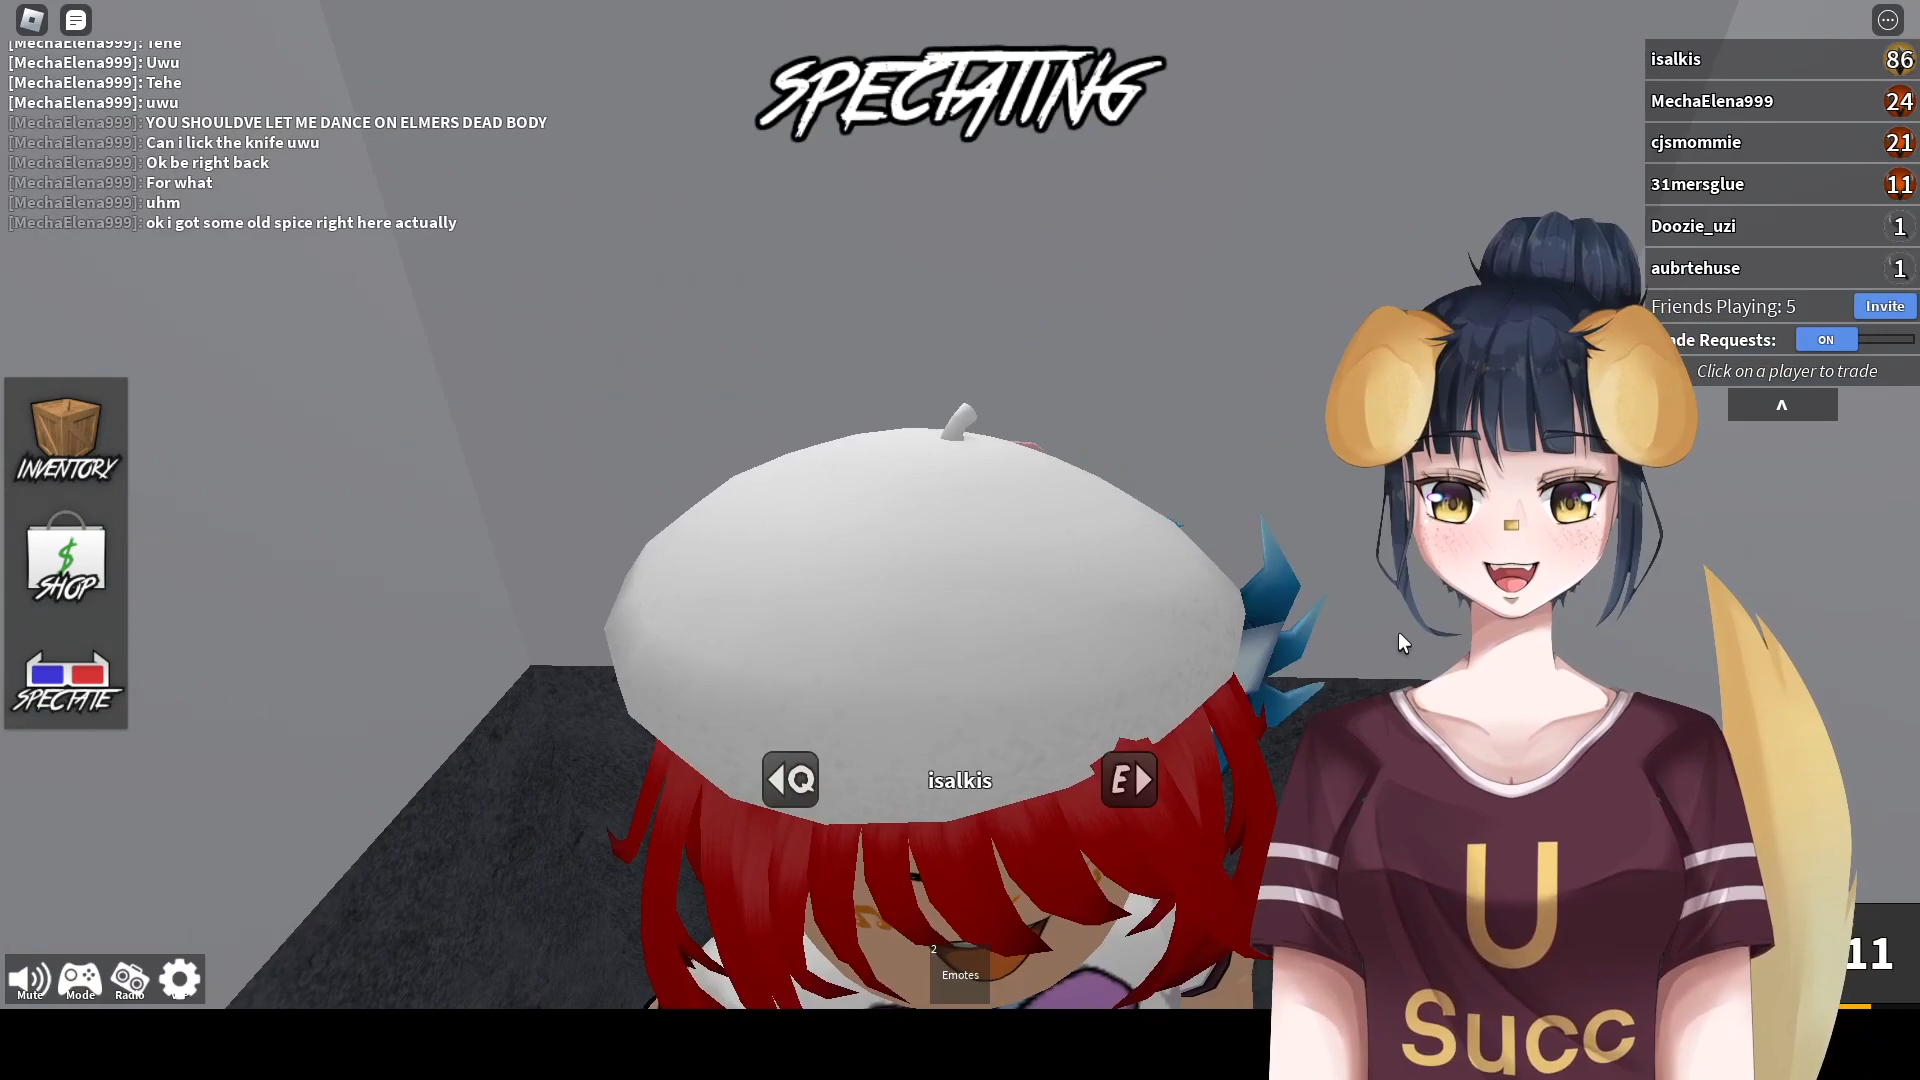 [MechaElena999]: Tehe
[MechaElena999]: Uwu
[MechaElena999]: Tehe
[MechaElena999]: uwu
[MechaElena999]: YOU SHOULDVE LET ME DANCE ON ELMERS DEAD BODY
[MechaElena999]: Can i lick the knife uwu
[MechaElena999]: Ok be right back
[MechaElena999]: For what
[MechaElena999]: uhm
[MechaElena999]: ok i got some old spice right here actually
SPECTATING
isalkis 86
MechaElena999 24
cjsmommie 21
31mersglue 11
Doozie_uzi 1
aubrtehuse 1
Friends Playing: 5 Invite
Requests: ON
Click on a player to trade
INVENTORY
$
SHOP
SPECTATE
Q isalkis E
2
Emotes
Mute Mode Radio
11
U
Succ